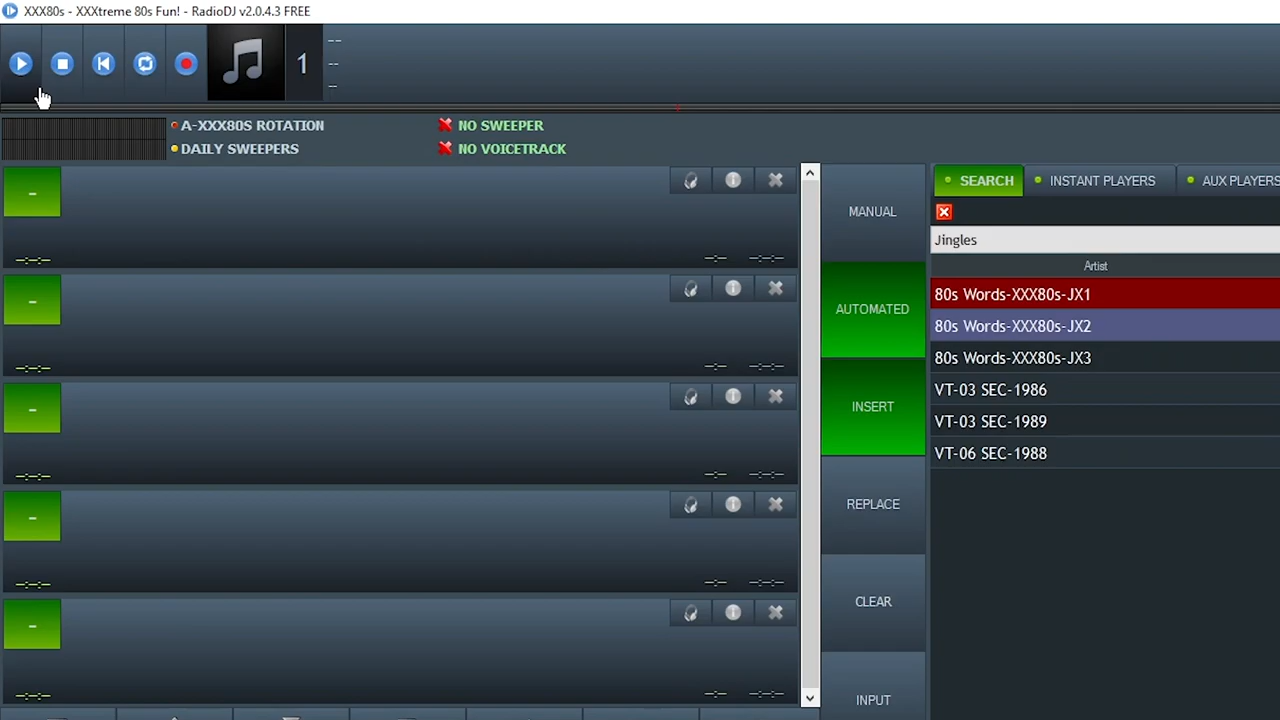 XXX80s - XXXtreme 80s Fun! - RadioDJ v2.0.4.3 FREE
1
--
--
--
A-XXX80S ROTATION
NO SWEEPER
DAILY SWEEPERS
NO VOICETRACK
-
-:-:-
-:-
-:-:-
-
-:-:-
-:-
-:-:-
-
-:-:-
-:-
-:-:-
-
-:-:-
-:-
-:-:-
-
-:-:-
-:-
-:-:-
MANUAL
AUTOMATED
INSERT
REPLACE
CLEAR
INPUT
SEARCH
INSTANT PLAYERS
AUX PLAYERS
Jingles
Artist
80s Words-XXX80s-JX1
80s Words-XXX80s-JX2
80s Words-XXX80s-JX3
VT-03 SEC-1986
VT-03 SEC-1989
VT-06 SEC-1988